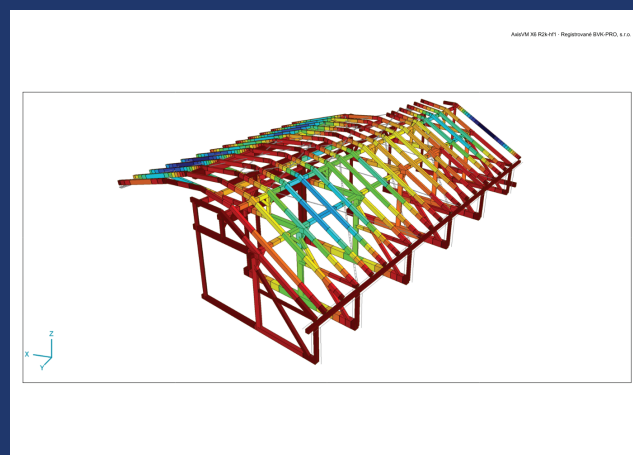 AxisVM X6 R2k-hf1 - Registrované BVK-PRO, s.r.o.
Z
X
Y